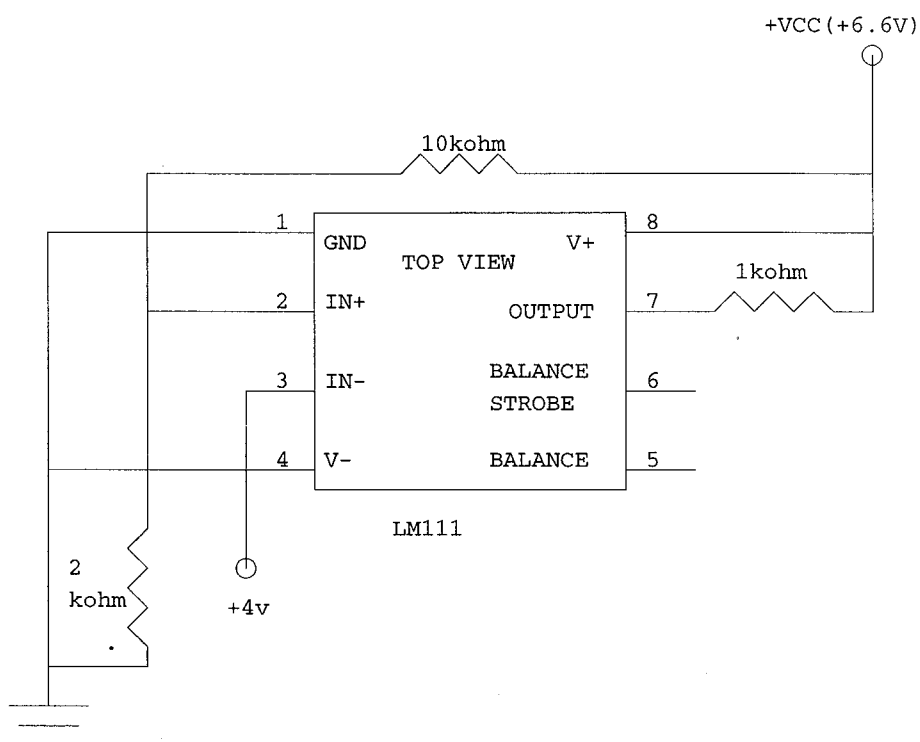 +VCC(+6.6V)
10kohm
1
GND
TOP VIEW
V+
8
1kohm
2
IN+
OUTPUT
7
3
IN-
BALANCE
STROBE
6
4
V-
BALANCE
5
LM111
2
kohm
+4v